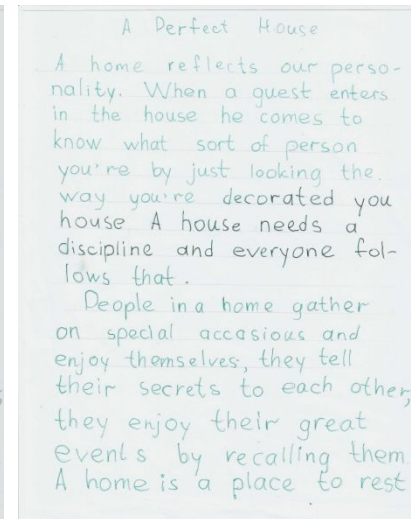 A Perfect House
A home reflects our perso-
nality. When a guest enters
in the house he comes to
know what sort of person
you're by just looking the.
way you're decorated you
house A house needs a
discipline and everyone fol-
lows that.
People in a home gather
on special accasious and
enjoy themselves, they tell
their secrets to each other,
they enjoy their great
events by recalling them
A home is a place to rest